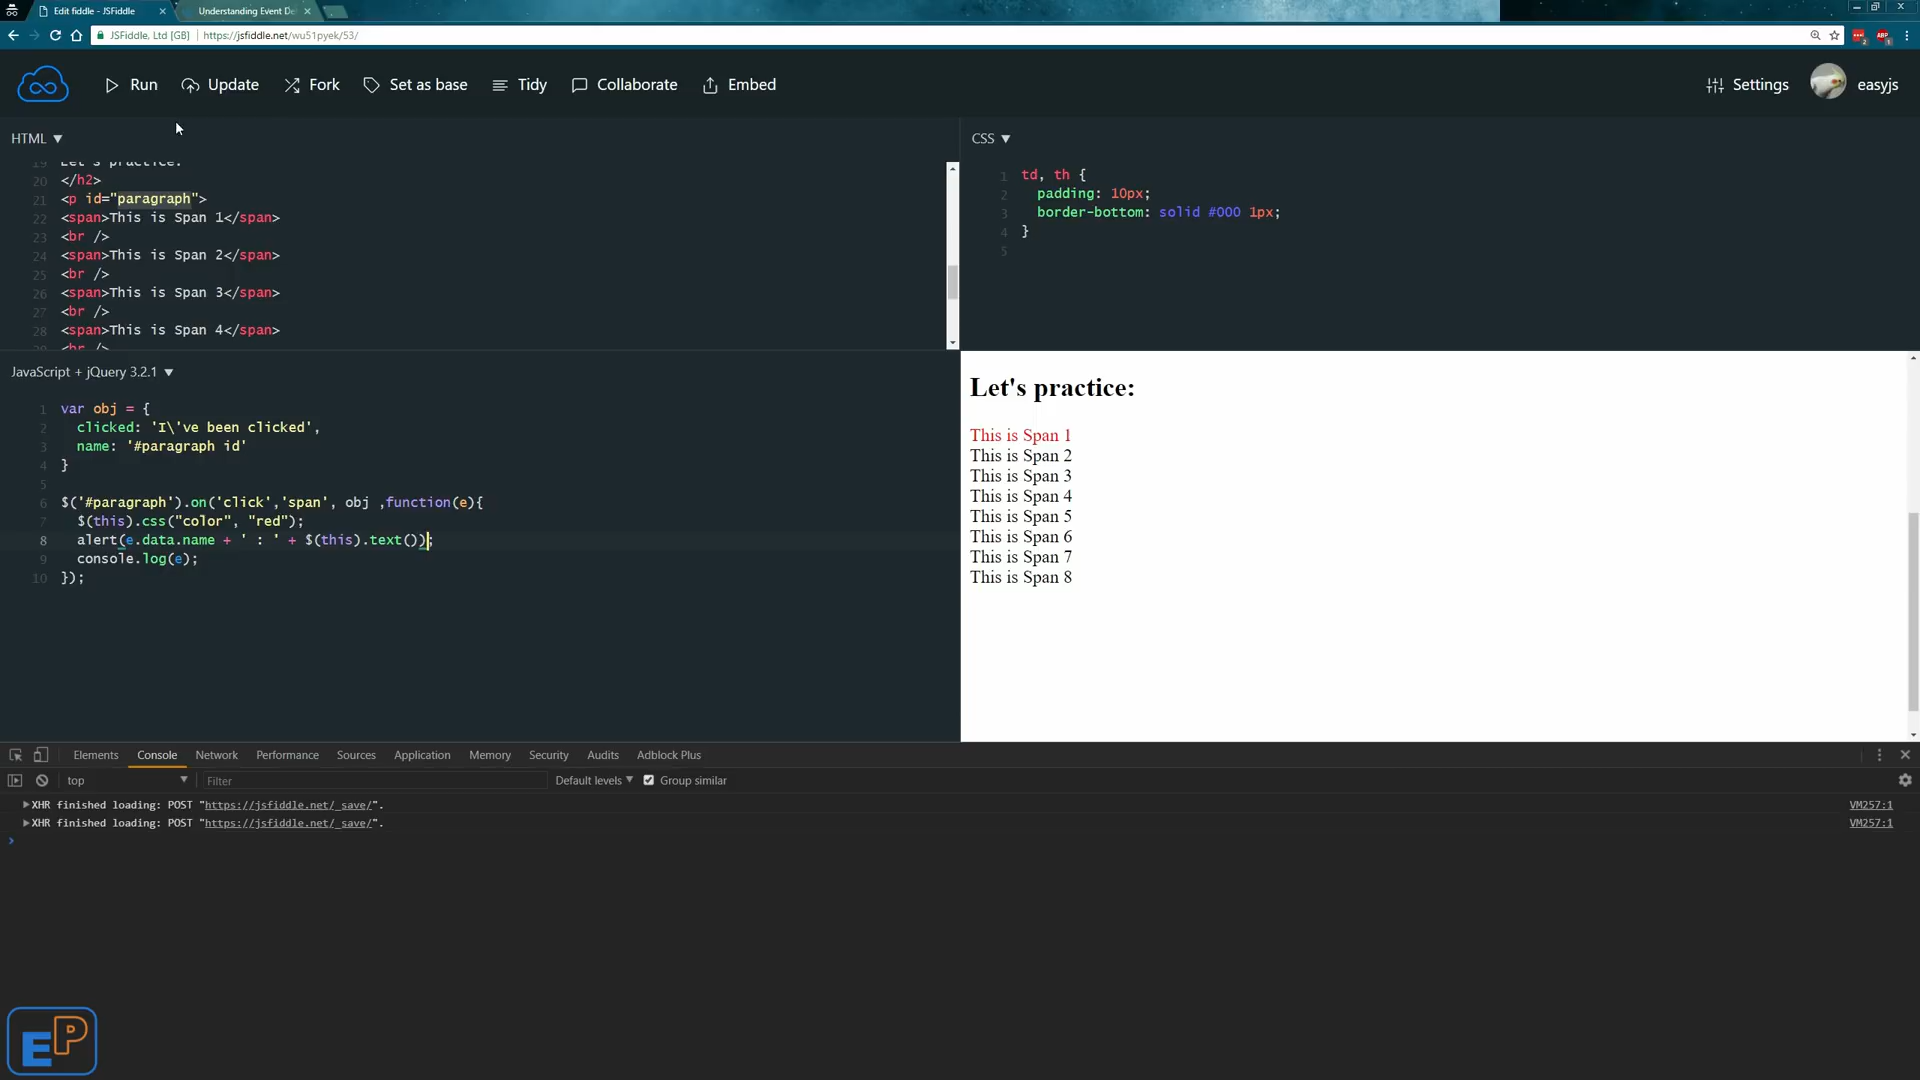 Edit fiddle - JSFiddle
Understanding Event De
JSFiddle, Ltd [GB] https://jsfiddle.net/wu51pyek/53/
Run Update Fork Set as base Tidy Collaborate Embed Settings easyjs
HTML
19 Let's practice:
20 </h2>
21 <p id="paragraph">
22 <span>This is Span 1</span>
23 <br />
24 <span>This is Span 2</span>
25 <br />
26 <span>This is Span 3</span>
27 <br />
28 <span>This is Span 4</span>
<br />
CSS
1 td, th {
2 padding: 10px;
3 border-bottom: solid #000 1px;
4 }
5
JavaScript + jQuery 3.2.1
1 var obj = {
2 clicked: 'I\'ve been clicked',
3 name: '#paragraph id'
4 }
5
6 $('#paragraph').on('click','span', obj ,function(e){
7 $(this).css("color", "red");
8 alert(e.data.name + ' : ' + $(this).text());
9 console.log(e);
10 });
Let's practice:
This is Span 1
This is Span 2
This is Span 3
This is Span 4
This is Span 5
This is Span 6
This is Span 7
This is Span 8
Elements Console Network Performance Sources Application Memory Security Audits Adblock Plus
top Filter Default levels Group similar
XHR finished loading: POST "https://jsfiddle.net/_save/". VM257:1
XHR finished loading: POST "https://jsfiddle.net/_save/". VM257:1
EP